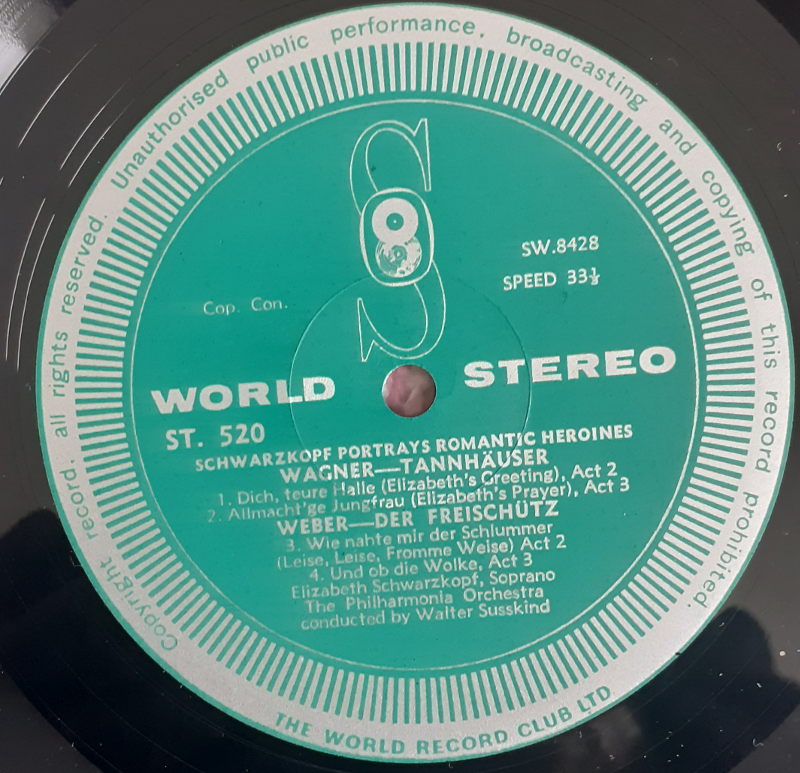 Copyright record, all rights reserved. Unauthorised public performance, broadcasting and copying of this record prohibited.
SW.8428
SPEED 33⅓
Cop. Con.
WORLD STEREO
ST. 520
SCHWARZKOPF PORTRAYS ROMANTIC HEROINES
WAGNER—TANNHÄUSER
1. Dich, teure Halle (Elizabeth's Greeting), Act 2
2. Allmacht'ge Jungfrau (Elizabeth's Prayer), Act 3
WEBER—DER FREISCHÜTZ
3. Wie nahte mir der Schlummer
(Leise, Leise, Fromme Weise) Act 2
4. Und ob die Wolke, Act 3
Elizabeth Schwarzkopf, Soprano
The Philharmonia Orchestra
conducted by Walter Susskind
THE WORLD RECORD CLUB LTD.